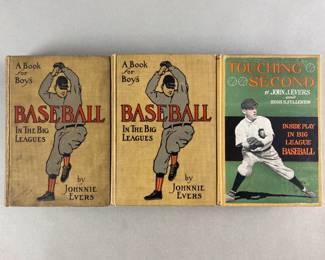 A Book
for
Boys
BASEBALL
IN THE BIG
LEAGUES
by
JOHNNIE
EVERS
A Book
for
Boys
BASEBALL
IN THE BIG
LEAGUES
by
JOHNNIE
EVERS
TOUCHING
SECOND
BY JOHN J. EVERS
and
HUGH S. FULLERTON
INSIDE PLAY
IN BIG
LEAGUE
BASEBALL